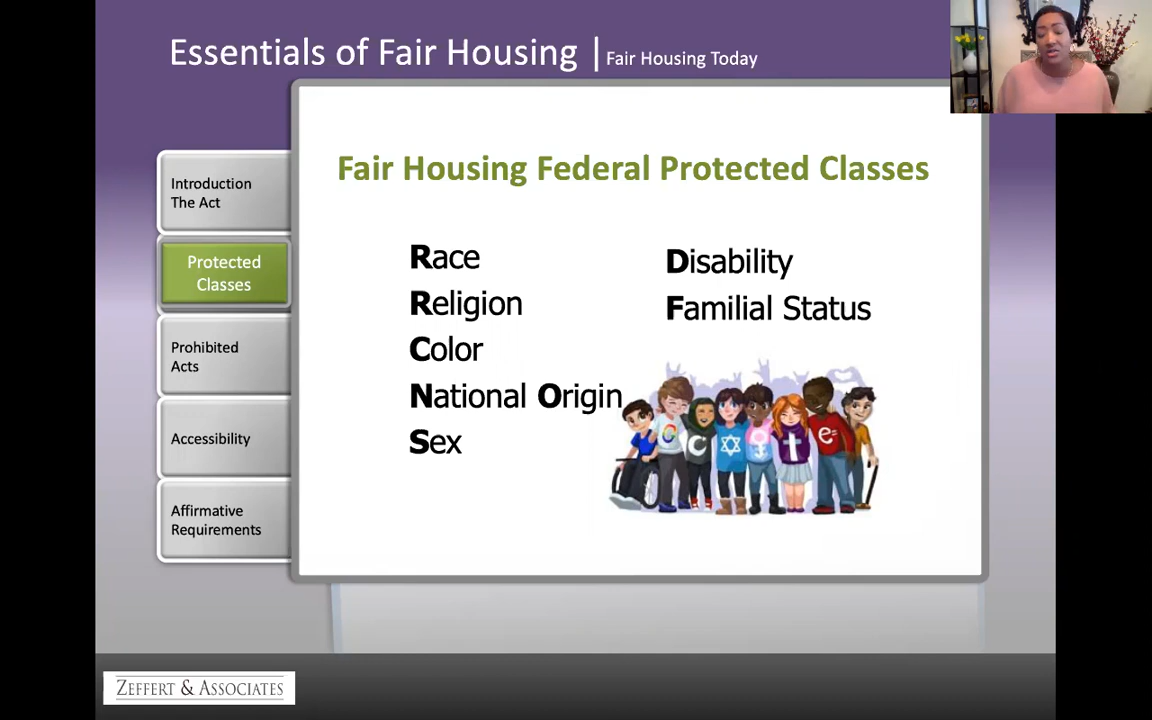 Essentials of Fair Housing | Fair Housing Today
Introduction
The Act
Protected
Classes
Prohibited
Acts
Accessibility
Affirmative
Requirements
Fair Housing Federal Protected Classes
Race
Religion
Color
National Origin
Sex
Disability
Familial Status
C
t
e=
ZEFFERT & ASSOCIATES